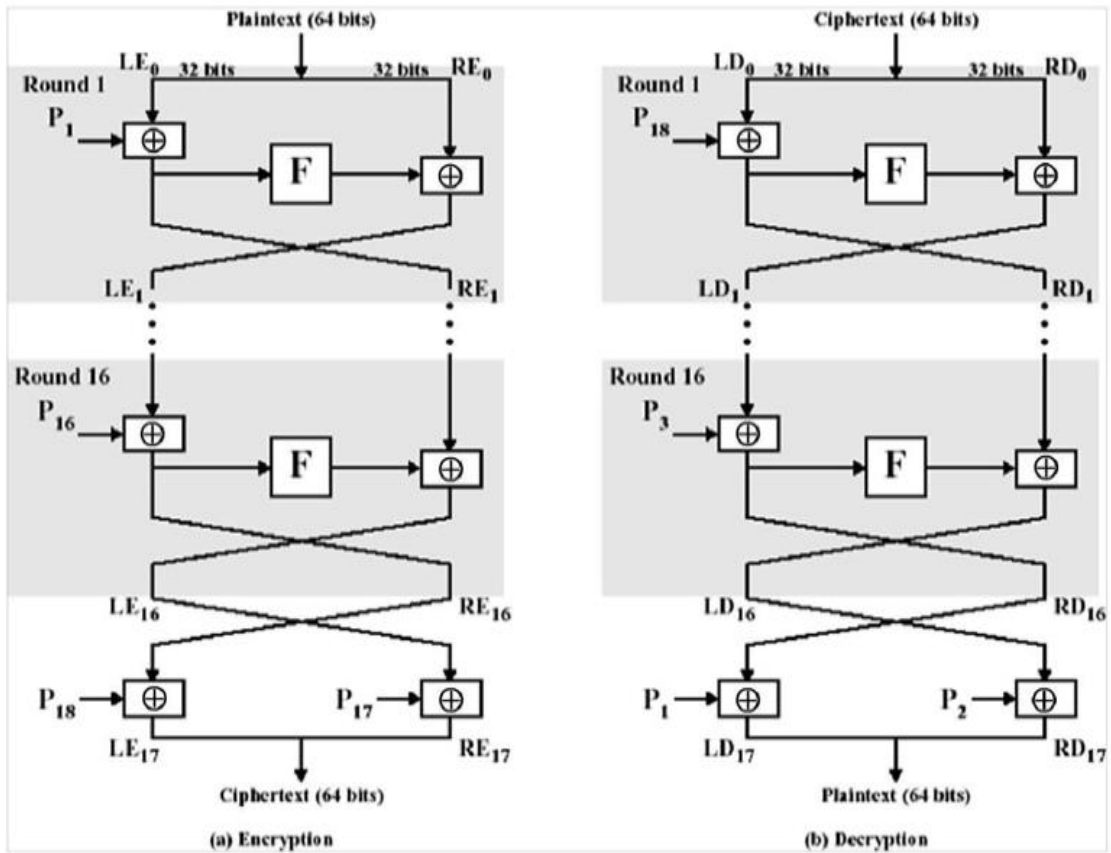 Plaintext (64 bits)
LE0 32 bits 32 bits RE0
Round 1
P1
F
LE1 RE1
Round 16
P16
F
LE16 RE16
P18 P17
LE17 RE17
Ciphertext (64 bits)
(a) Encryption
Ciphertext (64 bits)
LD0 32 bits 32 bits RD0
Round 1
P18
F
LD1 RD1
Round 16
P3
F
LD16 RD16
P1 P2
LD17 RD17
Plaintext (64 bits)
(b) Decryption